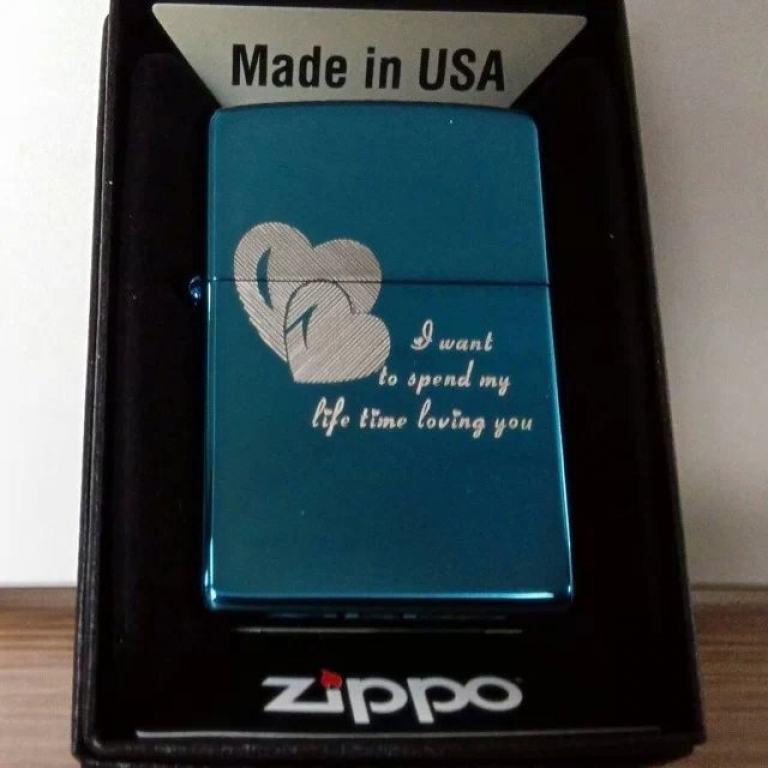 Made in USA
I want
to spend my
life time loving you
zippo